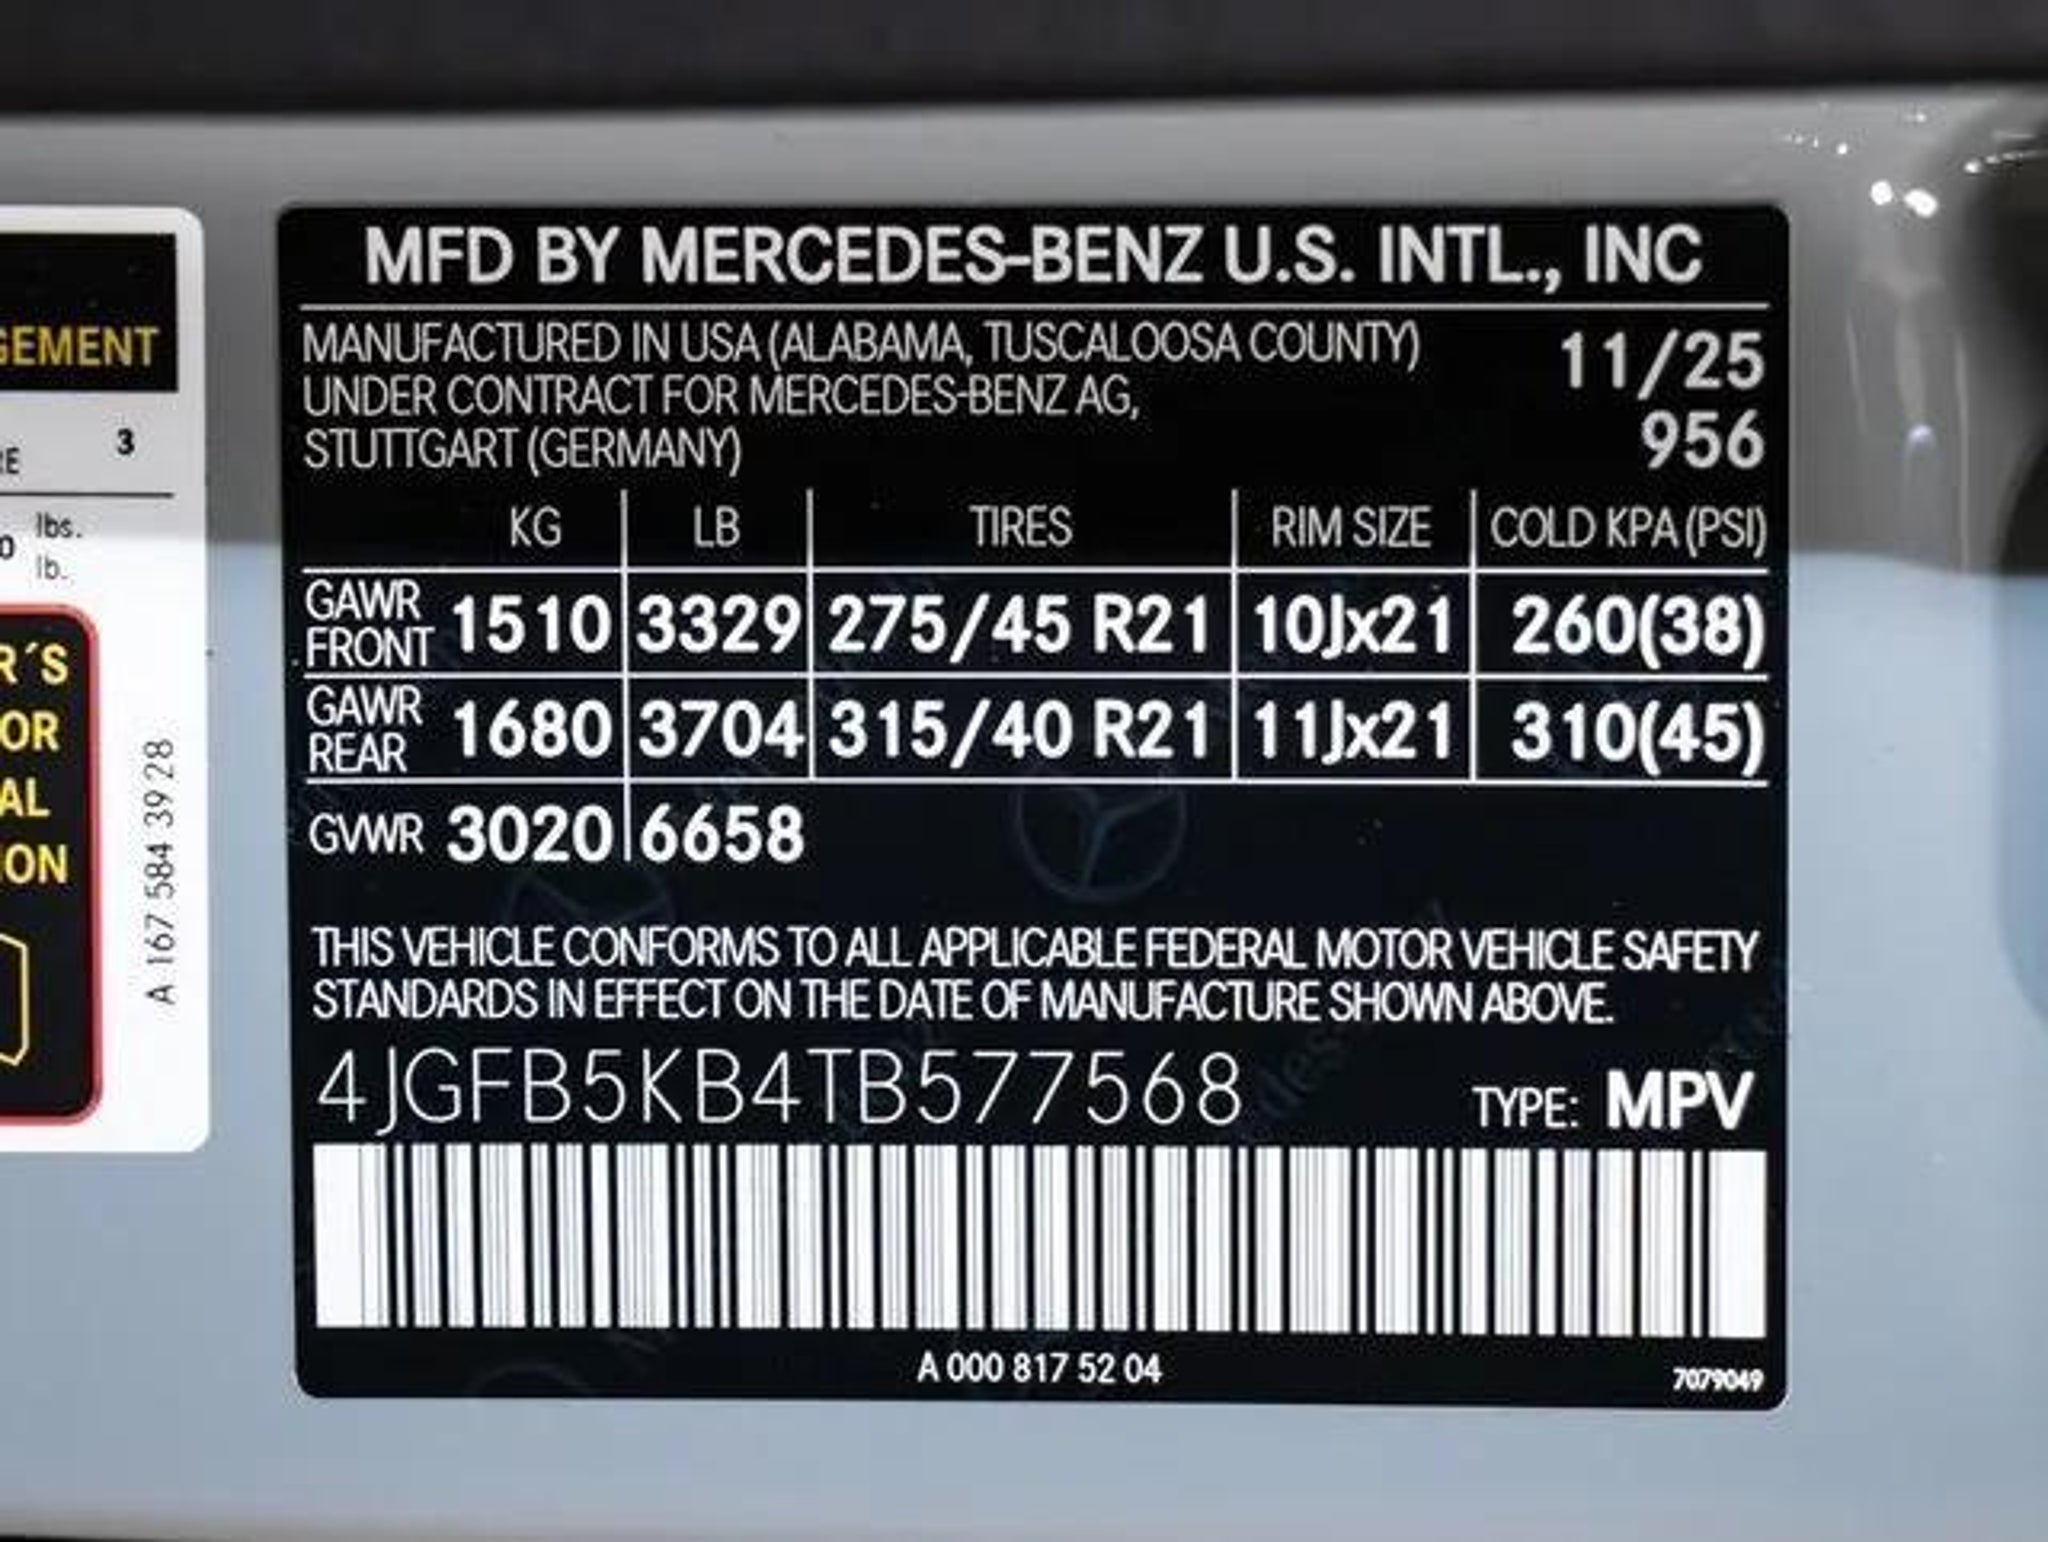 GEMENT
RE 3
0 lbs.
lb.
R´S
OR
AL
ION
A 167 584 39 28
MFD BY MERCEDES-BENZ U.S. INTL., INC
MANUFACTURED IN USA (ALABAMA, TUSCALOOSA COUNTY) 11/25
UNDER CONTRACT FOR MERCEDES-BENZ AG,
956
STUTTGART (GERMANY)
KG LB TIRES RIM SIZE COLD KPA (PSI)
GAWR FRONT 1510 3329 275/45 R21 10Jx21 260(38)
GAWR REAR 1680 3704 315/40 R21 11Jx21 310(45)
GVWR 3020 6658
THIS VEHICLE CONFORMS TO ALL APPLICABLE FEDERAL MOTOR VEHICLE SAFETY
STANDARDS IN EFFECT ON THE DATE OF MANUFACTURE SHOWN ABOVE.
4JGFB5KB4TB577568 TYPE: MPV
A 000 817 52 04 7079049